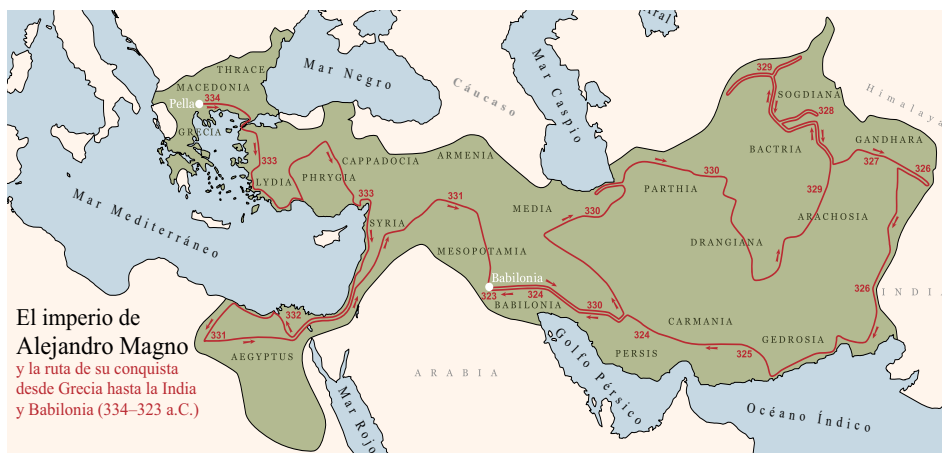 ral
THRACE
Mar Negro
Mar Caspio
329
MACEDONIA
Cáucaso
SOGDIANA
Himalaya
Pella
334
328
GRECIA
GANDHARA
BACTRIA
CAPPADOCIA
ARMENIA
327
326
333
PHRYGIA
LYDIA
333
330
PARTHIA
329
Mar Mediterráneo
SYRIA
331
MEDIA
330
ARACHOSIA
DRANGIANA
MESOPOTAMIA
Babilonia
323
324
326
INDIA
BABILONIA
330
332
331
El imperio de
Alejandro Magno
y la ruta de su conquista
desde Grecia hasta la India
y Babilonia (334–323 a.C.)
AEGYPTUS
CARMANIA
324
GEDROSIA
PERSIS
325
ARABIA
Golfo Pérsico
Mar Rojo
Océano Índico